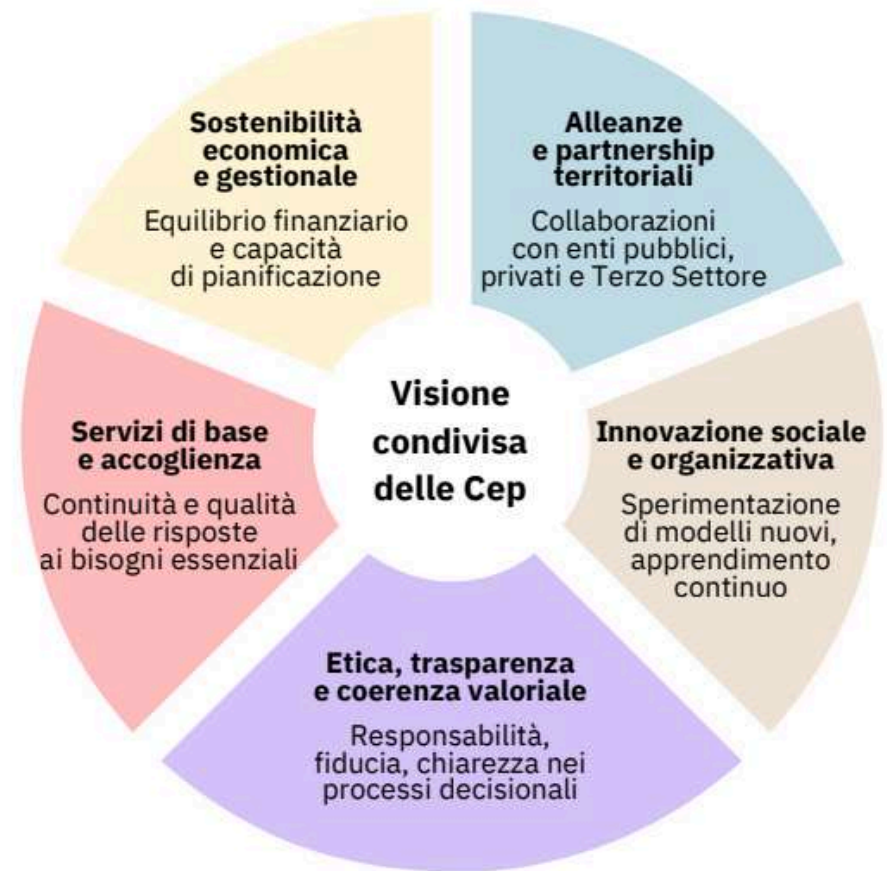 Sostenibilità
economica
e gestionale
Equilibrio finanziario
e capacità
di pianificazione
Alleanze
e partnership
territoriali
Collaborazioni
con enti pubblici,
privati e Terzo Settore
Servizi di base
e accoglienza
Continuità e qualità
delle risposte
ai bisogni essenziali
Visione
condivisa
delle Cep
Innovazione sociale
e organizzativa
Sperimentazione
di modelli nuovi,
apprendimento
continuo
Etica, trasparenza
e coerenza valoriale
Responsabilità,
fiducia, chiarezza nei
processi decisionali